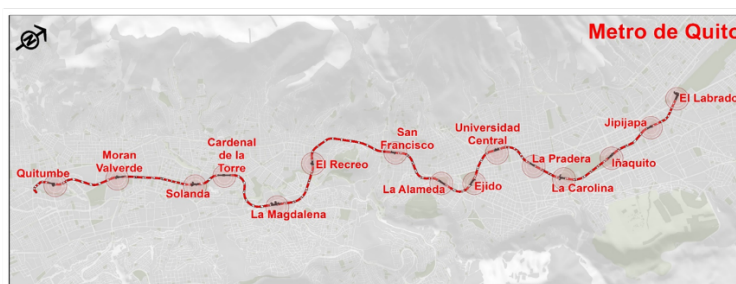 Metro de Quito
El Labrado
Jipijapa
Iñaquito
La Carolina
La Pradera
Universidad
Central
Ejido
La Alameda
San
Francisco
El Recreo
La Magdalena
Cardenal
de la
Torre
Solanda
Moran
Valverde
Quitumbe